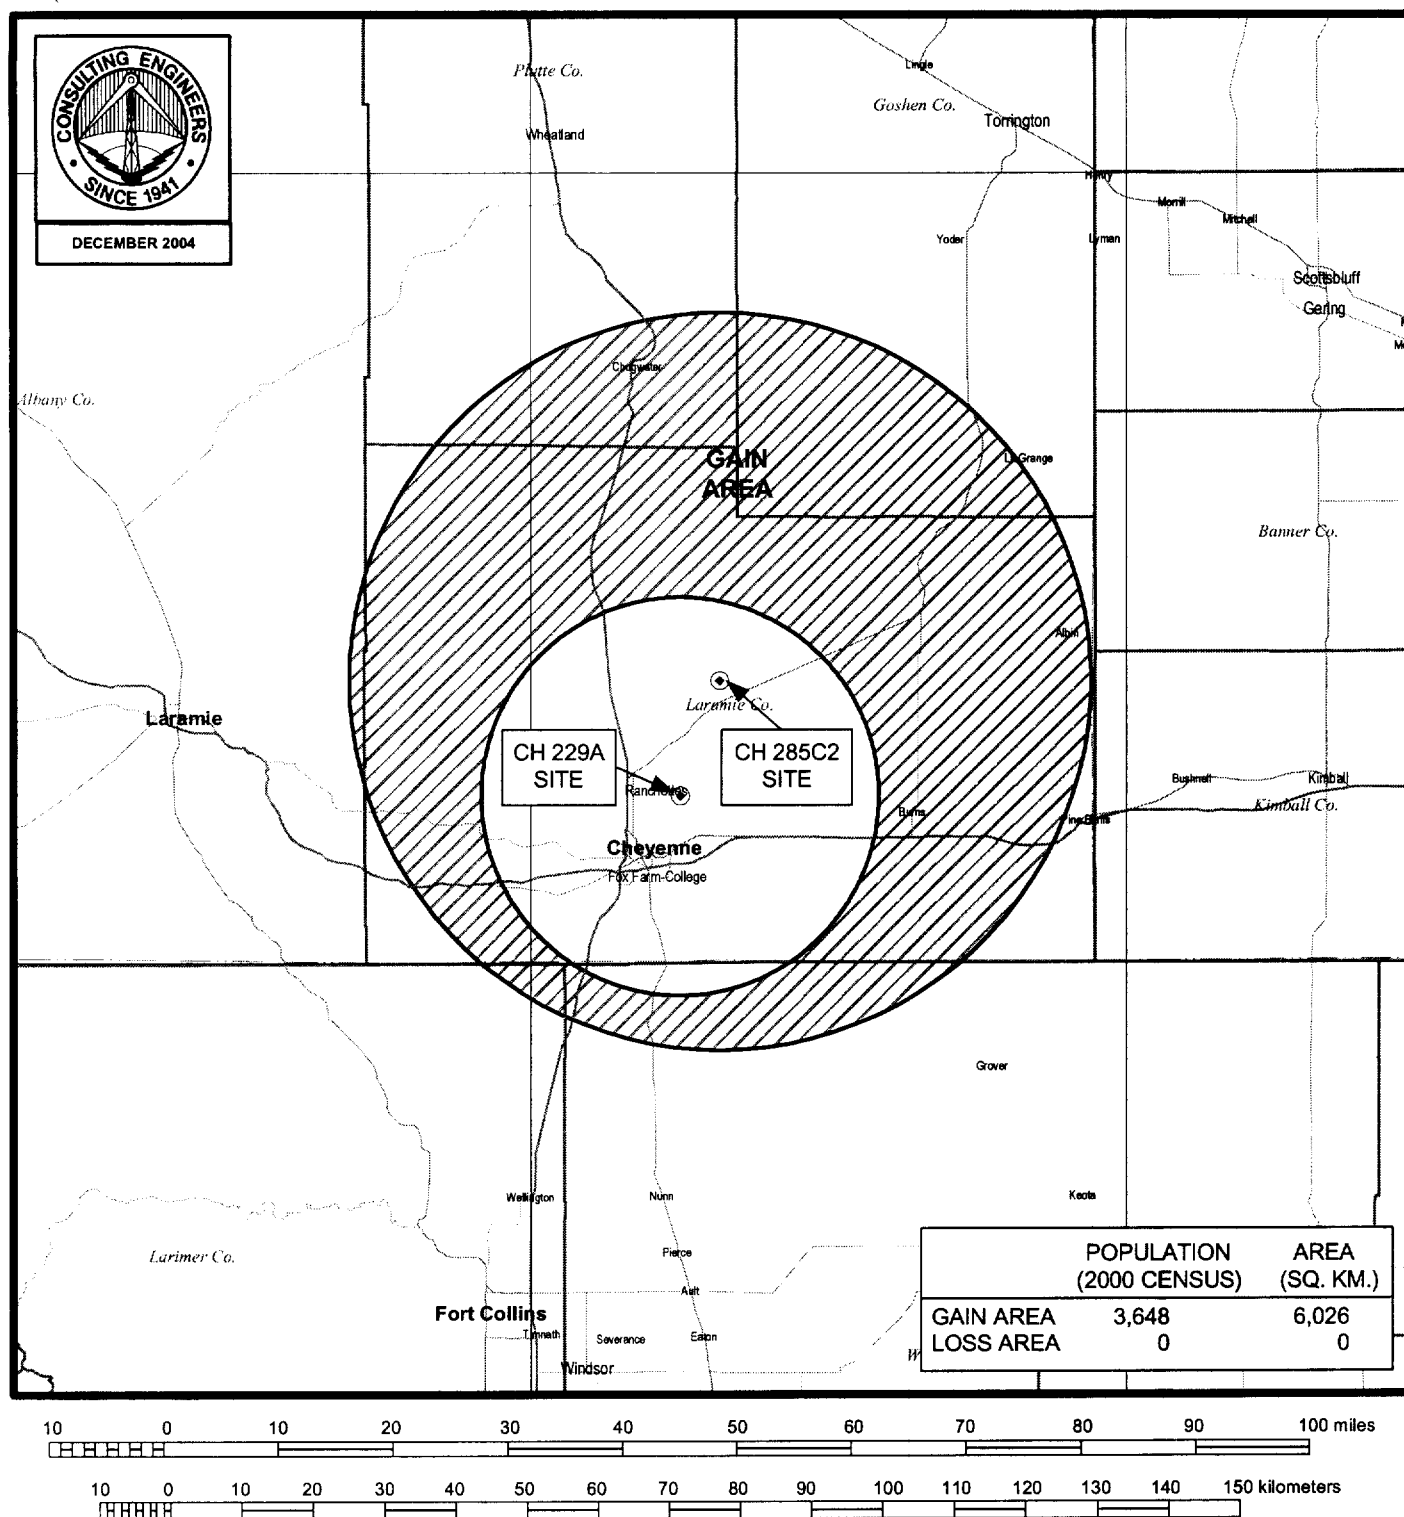 CONSULTING ENGINEERS
SINCE 1941
DECEMBER 2004
Platte Co.
Lingle
Goshen Co.
Torrington
Wheatland
Henry
Morrill
Mitchell
Yoder
Lyman
Scottsbluff
Gering
Chugwater
Albany Co.
GAIN
AREA
La Grange
Banner Co.
Albin
Laramie Co.
Laramie
CH 229A
SITE
CH 285C2
SITE
Ranchettes
Bushnell
Kimball
Kimball Co.
Burns
Pine Bluffs
Cheyenne
Fox Farm-College
Grover
Wellington
Nunn
Keota
Larimer Co.
Pierce
Ault
Fort Collins
Timnath
Severance
Eaton
Windsor
POPULATION AREA
(2000 CENSUS) (SQ. KM.)
GAIN AREA 3,648 6,026
LOSS AREA 0 0
10 0 10 20 30 40 50 60 70 80 90 100 miles
10 0 10 20 30 40 50 60 70 80 90 100 110 120 130 140 150 kilometers